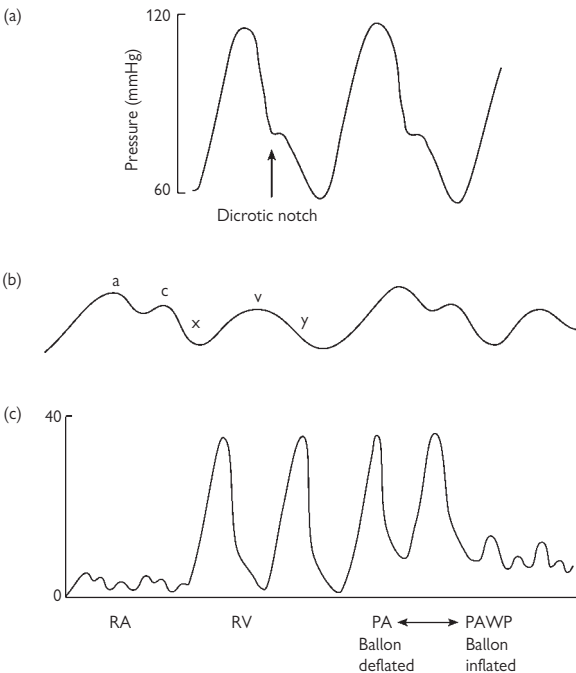 (a)
120
Pressure (mmHg)
60
Dicrotic notch
(b)
a
c
x
v
y
(c)
40
0
RA
RV
PA
PAWP
Ballon
deflated
Ballon
inflated